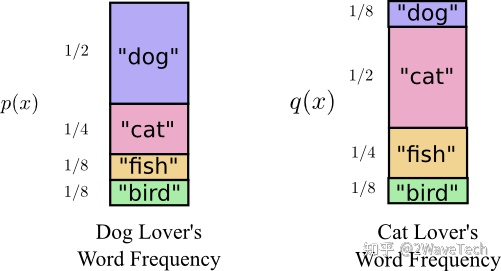 1/2
"dog"
p(x)
1/4
"cat"
1/8
"fish"
1/8
"bird"
Dog Lover's
Word Frequency
1/8
"dog"
1/2
"cat"
q(x)
1/4
"fish"
1/8
"bird"
Cat Lover's
Word Frequency
知乎 @2WaveTech